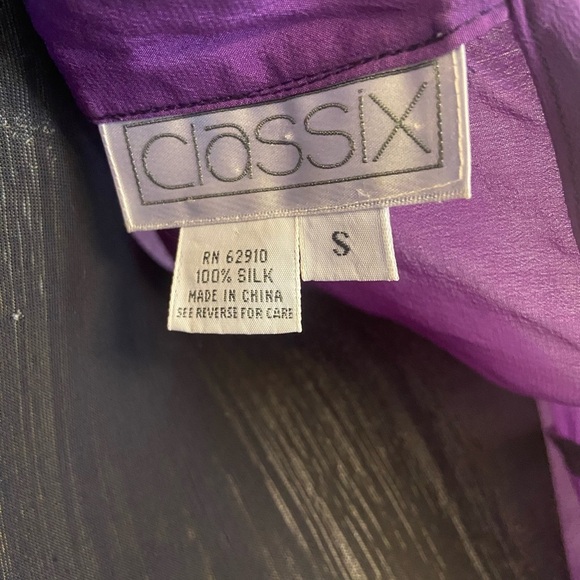 classix
S
RN 62910
100% SILK
MADE IN CHINA
SEE REVERSE FOR CARE